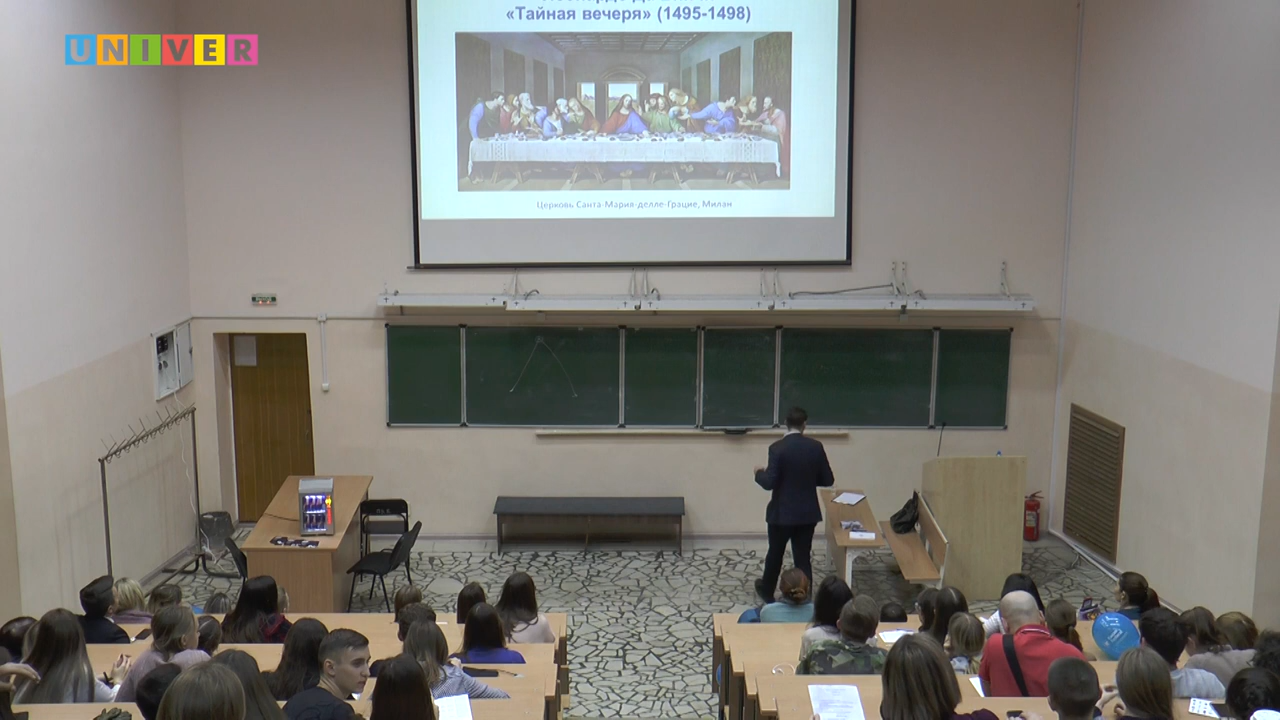 UNIVER
«Тайная вечеря» (1495-1498)
Церковь Санта-Мария-делле-Грацие, Милан